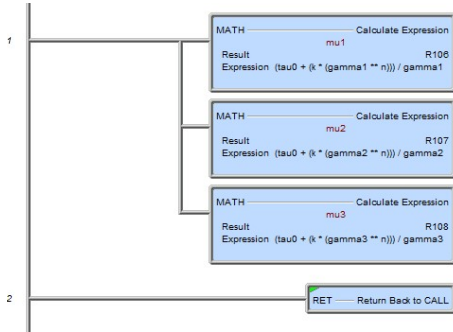 1
MATH Calculate Expression
mu1
Result R106
Expression (tau0 + (k * (gamma1 ** n))) / gamma1
MATH Calculate Expression
mu2
Result R107
Expression (tau0 + (k * (gamma2 ** n))) / gamma2
MATH Calculate Expression
mu3
Result R108
Expression (tau0 + (k * (gamma3 ** n))) / gamma3
2
RET Return Back to CALL